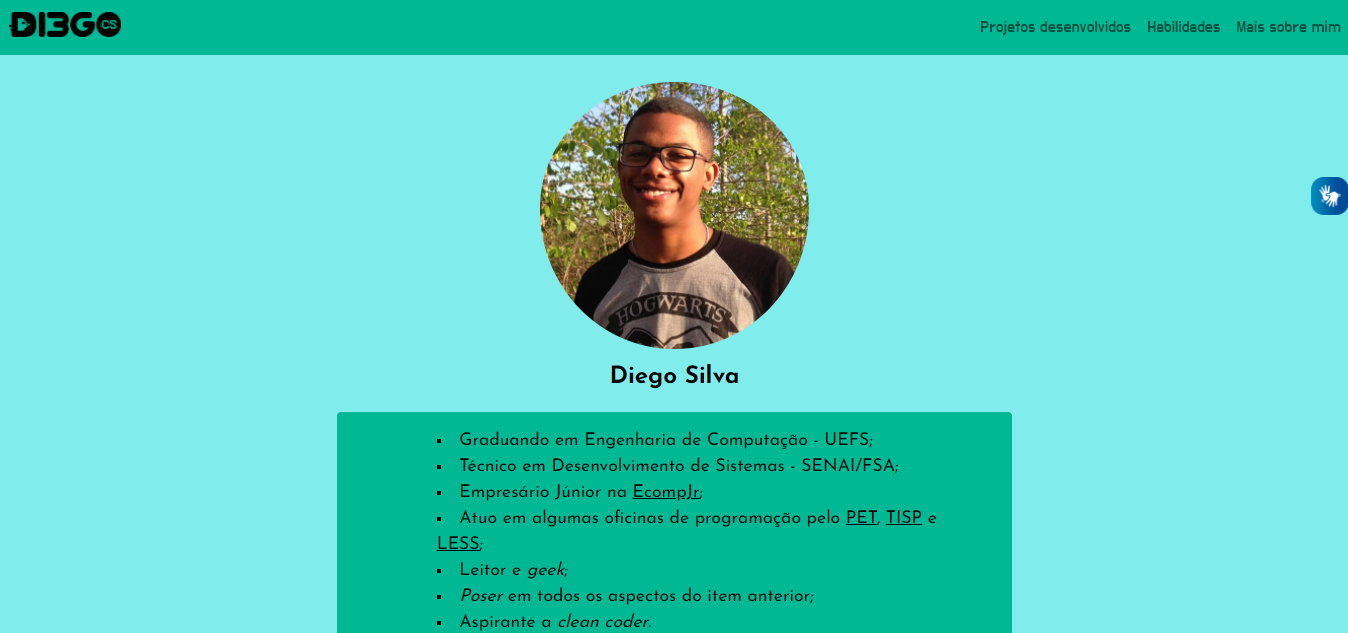 DI3GO CS
Projetos desenvolvidos Habilidades Mais sobre mim
HOGWARTS
Diego Silva
▪ Graduando em Engenharia de Computação - UEFS;
▪ Técnico em Desenvolvimento de Sistemas - SENAI/FSA;
▪ Empresário Júnior na EcompJr;
▪ Atuo em algumas oficinas de programação pelo PET, TISP e
LESS;
▪ Leitor e geek;
▪ Poser em todos os aspectos do item anterior;
▪ Aspirante a clean coder.